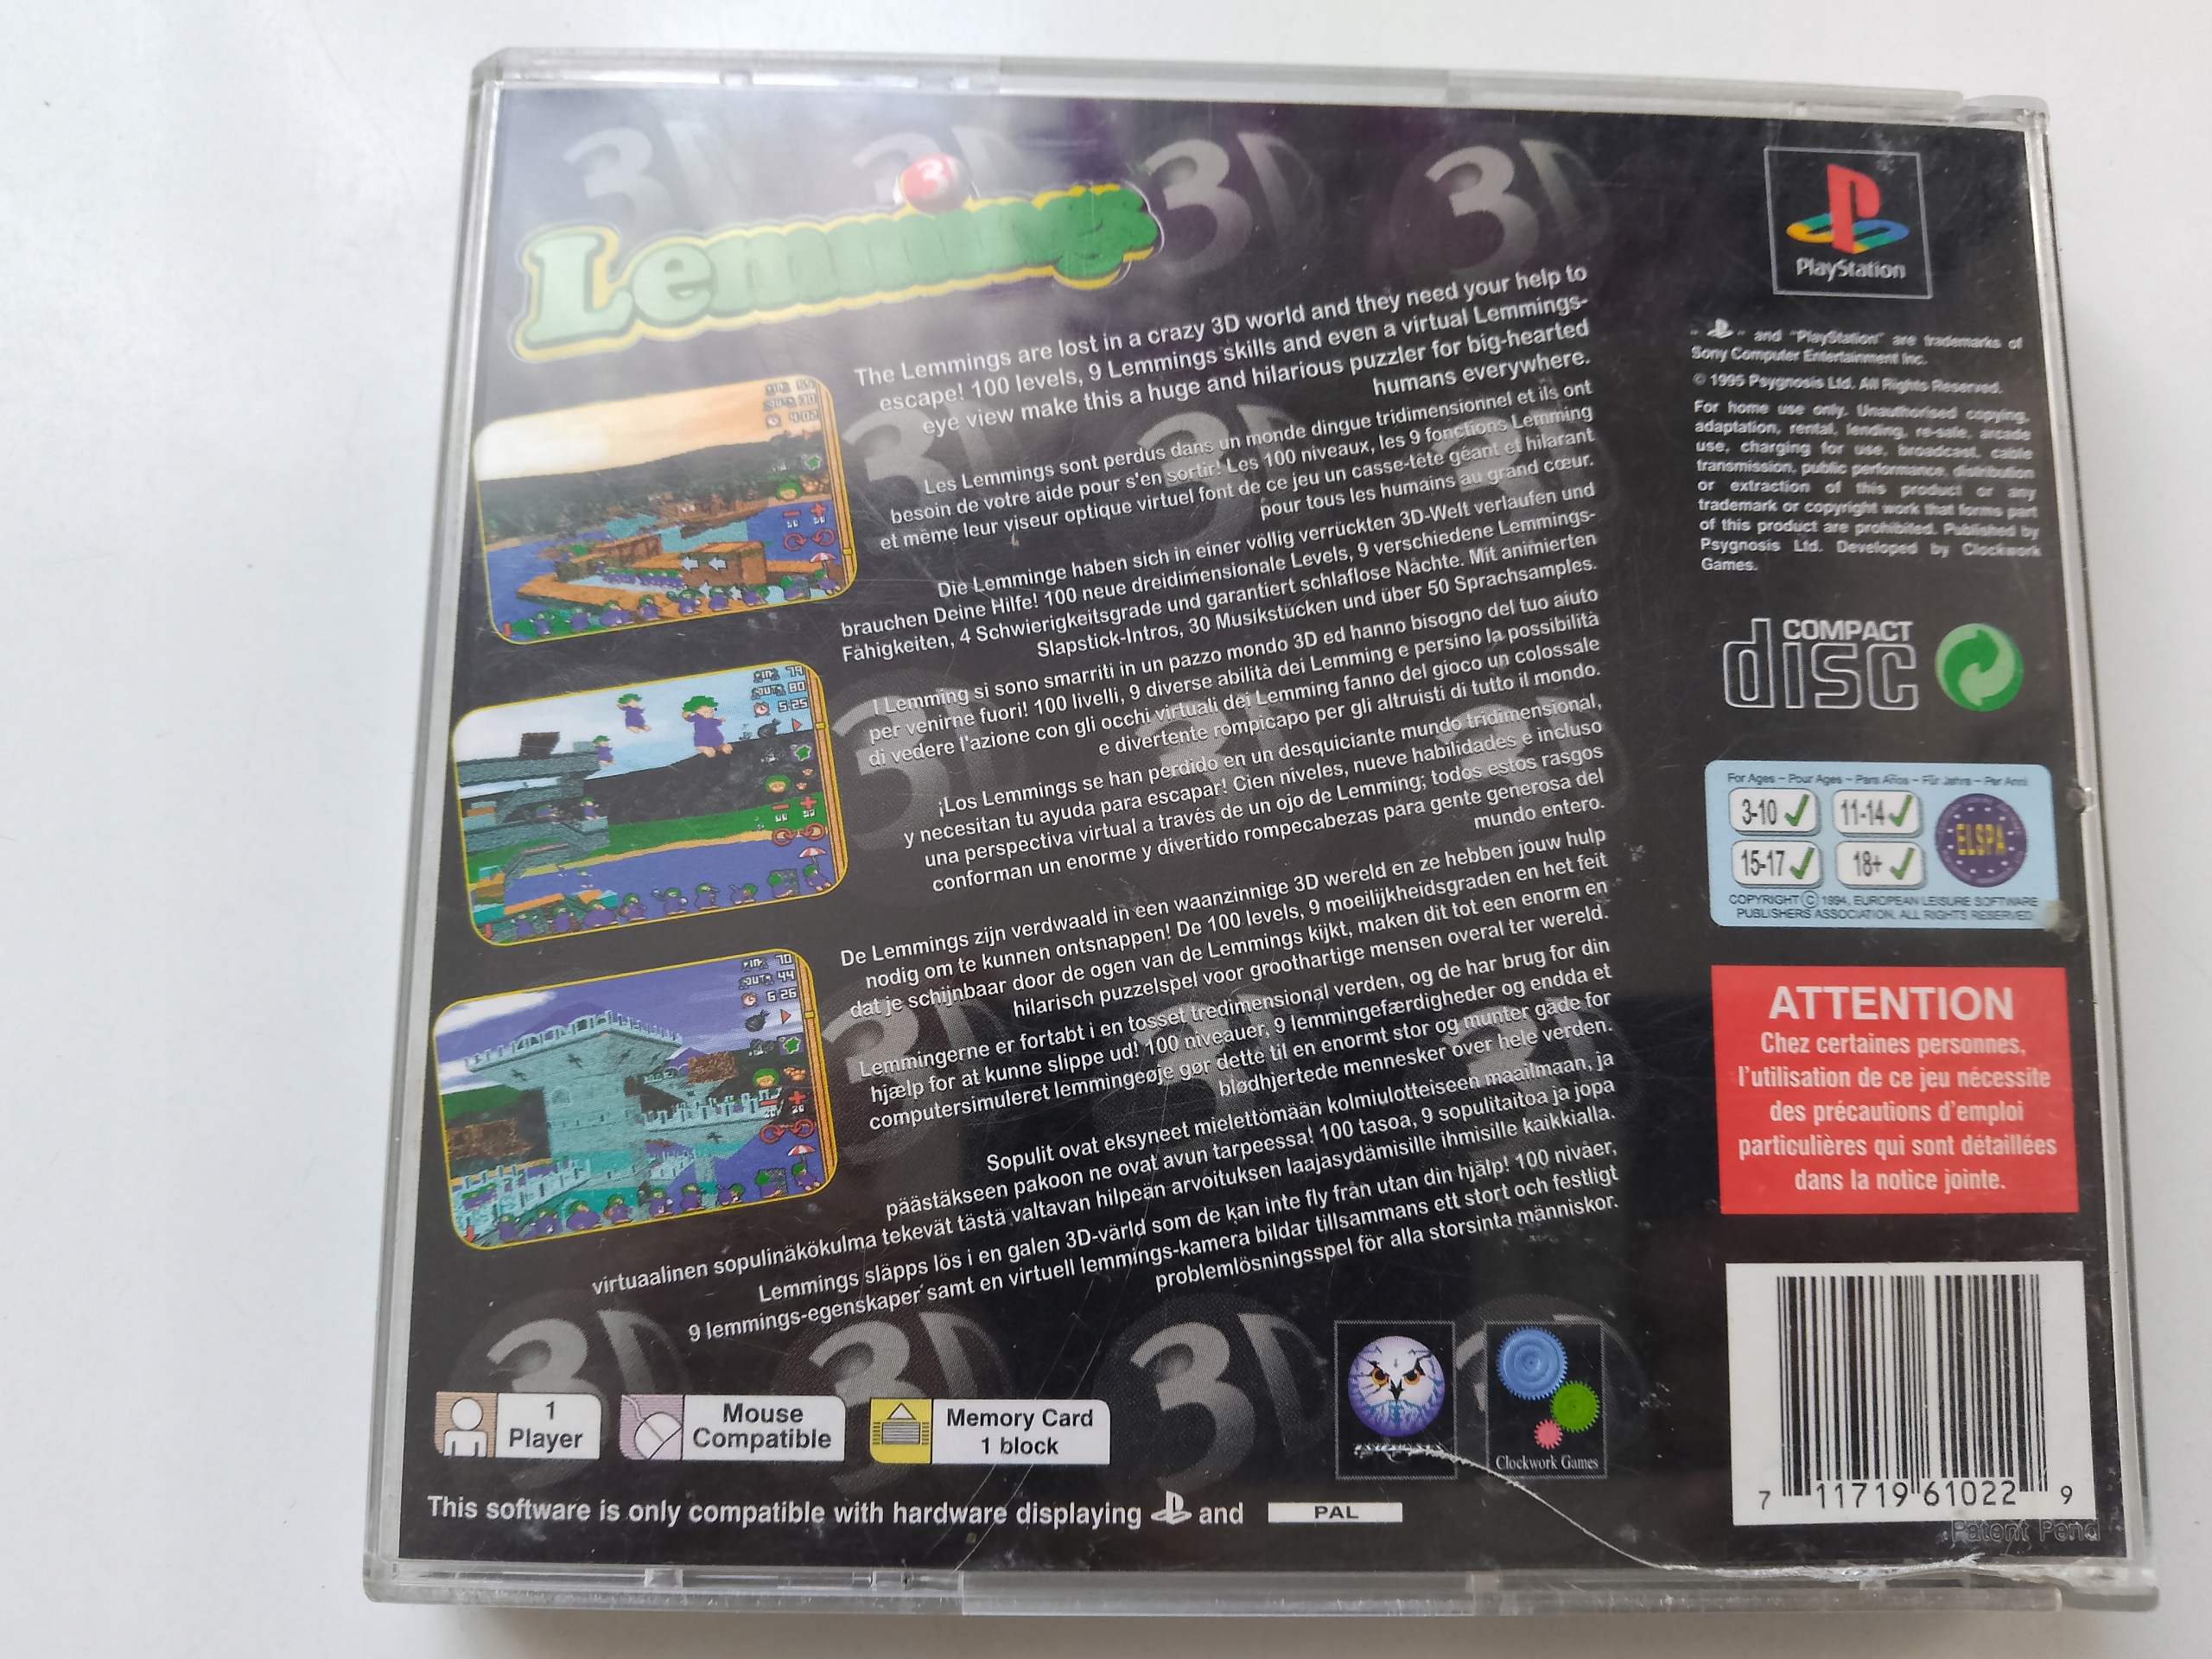 3
Lemmings
The Lemmings are lost in a crazy 3D world and they need your help to
escape! 100 levels, 9 Lemmings skills and even a virtual Lemmings-
eye view make this a huge and hilarious puzzler for big-hearted
humans everywhere.
Les Lemmings sont perdus dans un monde dingue tridimensionnel et ils ont
besoin de votre aide pour s'en sortir! Les 100 niveaux, les 9 fonctions Lemming
et même leur viseur optique virtuel font de ce jeu un casse-tête géant et hilarant
pour tous les humains au grand cœur.
Die Lemminge haben sich in einer völlig verrückten 3D-Welt verlaufen und
brauchen Deine Hilfe! 100 neue dreidimensionale Levels, 9 verschiedene Lemmings-
Fähigkeiten, 4 Schwierigkeitsgrade und garantiert schlaflose Nächte. Mit animierten
Slapstick-Intros, 30 Musikstücken und über 50 Sprachsamples.
I Lemming si sono smarriti in un pazzo mondo 3D ed hanno bisogno del tuo aiuto
per venirne fuori! 100 livelli, 9 diverse abilità dei Lemming e persino la possibilità
di vedere l'azione con gli occhi virtuali dei Lemming fanno del gioco un colossale
e divertente rompicapo per gli altruisti di tutto il mondo.
¡Los Lemmings se han perdido en un desquiciante mundo tridimensional,
y necesitan tu ayuda para escapar! Cien niveles, nueve habilidades e incluso
una perspectiva virtual a través de un ojo de Lemming; todos estos rasgos
conforman un enorme y divertido rompecabezas para gente generosa del
mundo entero.
De Lemmings zijn verdwaald in een waanzinnige 3D wereld en ze hebben jouw hulp
nodig om te kunnen ontsnappen! De 100 levels, 9 moeilijkheidsgraden en het feit
dat je schijnbaar door de ogen van de Lemmings kijkt, maken dit tot een enorm en
hilarisch puzzelspel voor groothartige mensen overal ter wereld.
Lemmingerne er fortabt i en tosset tredimensional verden, og de har brug for din
hjælp for at kunne slippe ud! 100 niveauer, 9 lemmingefærdigheder og endda et
computersimuleret lemmingeøje gør dette til en enormt stor og munter gåde for
blødhjertede mennesker over hele verden.
Sopulit ovat eksyneet mielettömään kolmiulotteiseen maailmaan, ja
päästäkseen pakoon ne ovat avun tarpeessa! 100 tasoa, 9 sopulitaitoa ja jopa
virtuaalinen sopulinäkökulma tekevät tästä valtavan hilpeän arvoituksen laajasydämisille ihmisille kaikkialla.
Lemmings släpps lös i en galen 3D-värld som de kan inte fly från utan din hjälp! 100 nivåer,
9 lemmings-egenskaper samt en virtuell lemmings-kamera bildar tillsammans ett stort och festligt
problemlösningsspel för alla storsinta människor.
1
Player
Mouse
Compatible
Memory Card
1 block
Clockwork Games
This software is only compatible with hardware displaying and PAL
PlayStation
" " and "PlayStation" are trademarks of
Sony Computer Entertainment Inc.
© 1995 Psygnosis Ltd. All Rights Reserved.
For home use only. Unauthorised copying,
adaptation, rental, lending, re-sale, arcade
use, charging for use, broadcast, cable
transmission, public performance, distribution
or extraction of this product or any
trademark or copyright work that forms part
of this product are prohibited. Published by
Psygnosis Ltd. Developed by Clockwork
Games.
COMPACT
disc
For Ages – Pour Ages – Para Años – Für Jahre – Per Anni
3-10 11-14
15-17 18+
ELSPA
COPYRIGHT © 1994, EUROPEAN LEISURE SOFTWARE
PUBLISHERS ASSOCIATION. ALL RIGHTS RESERVED
ATTENTION
Chez certaines personnes,
l'utilisation de ce jeu nécessite
des précautions d'emploi
particulières qui sont détaillées
dans la notice jointe.
7 11719 61022 9
Patent Pend